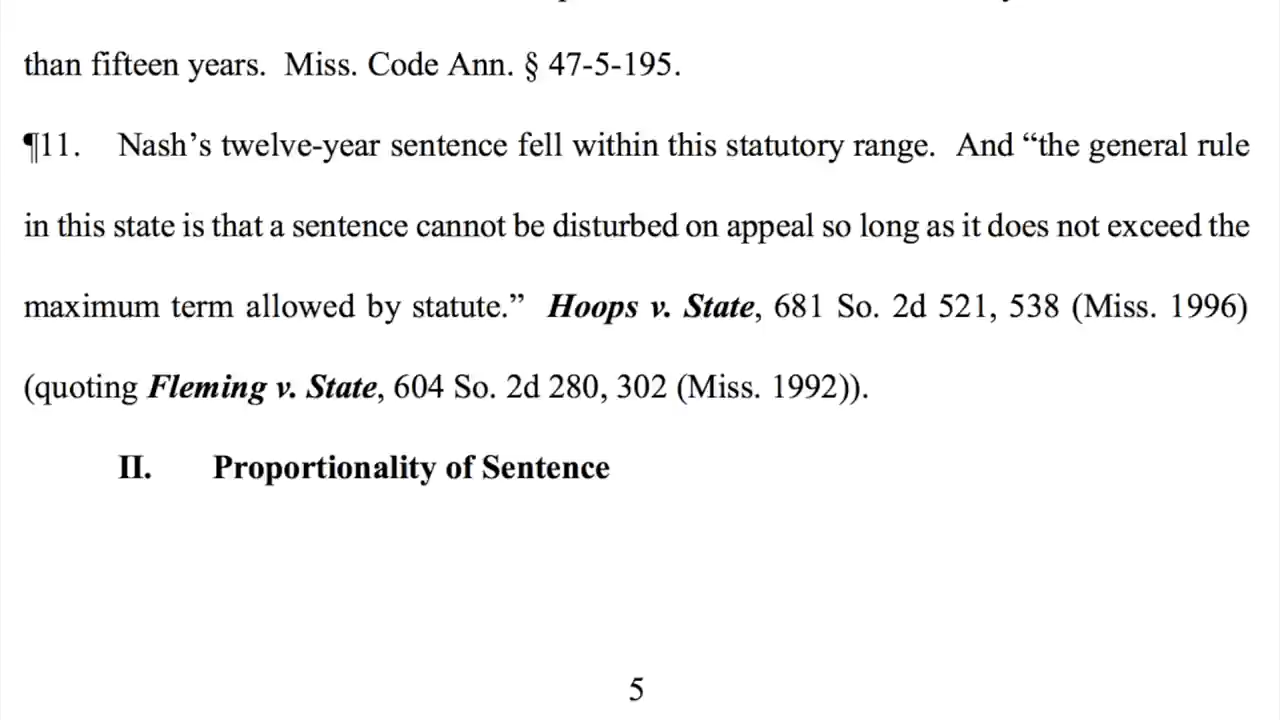 than fifteen years. Miss. Code Ann. § 47-5-195.
¶11. Nash’s twelve-year sentence fell within this statutory range. And “the general rule
in this state is that a sentence cannot be disturbed on appeal so long as it does not exceed the
maximum term allowed by statute.” Hoops v. State, 681 So. 2d 521, 538 (Miss. 1996)
(quoting Fleming v. State, 604 So. 2d 280, 302 (Miss. 1992)).
II. Proportionality of Sentence
5